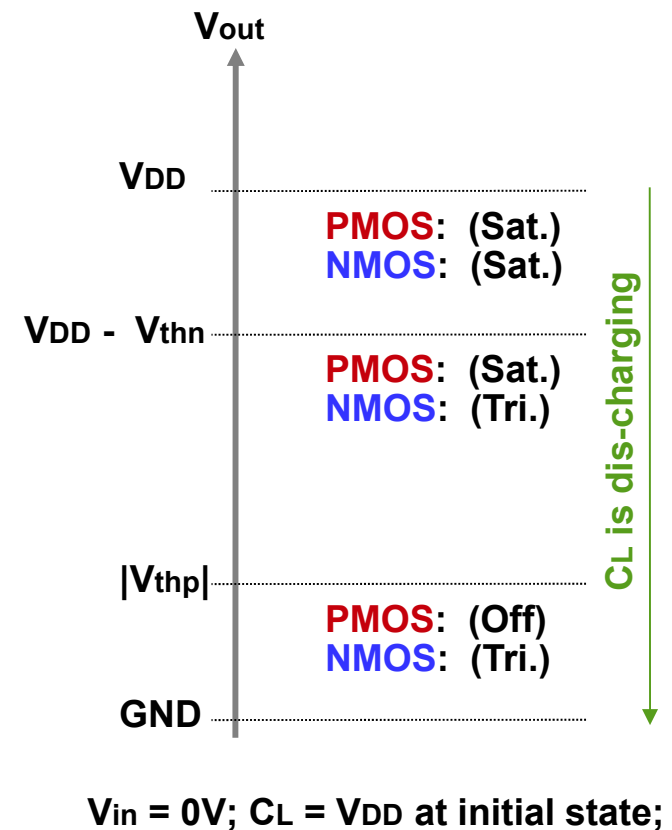 Vout
VDD
PMOS: (Sat.)
NMOS: (Sat.)
VDD - Vthn
PMOS: (Sat.)
NMOS: (Tri.)
CL is dis-charging
|Vthp|
PMOS: (Off)
NMOS: (Tri.)
GND
Vin = 0V; CL = VDD at initial state;